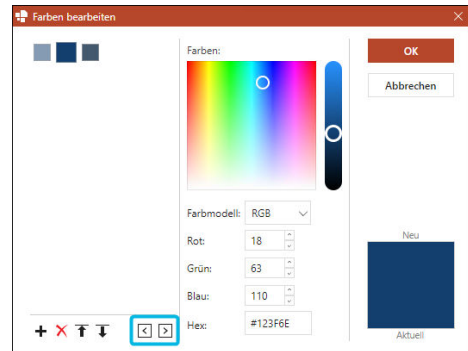 Farben bearbeiten
Farben:
OK
Abbrechen
Farbmodell: RGB
Rot: 18
Grün: 63
Blau: 110
Hex: #123F6E
Neu
Aktuell